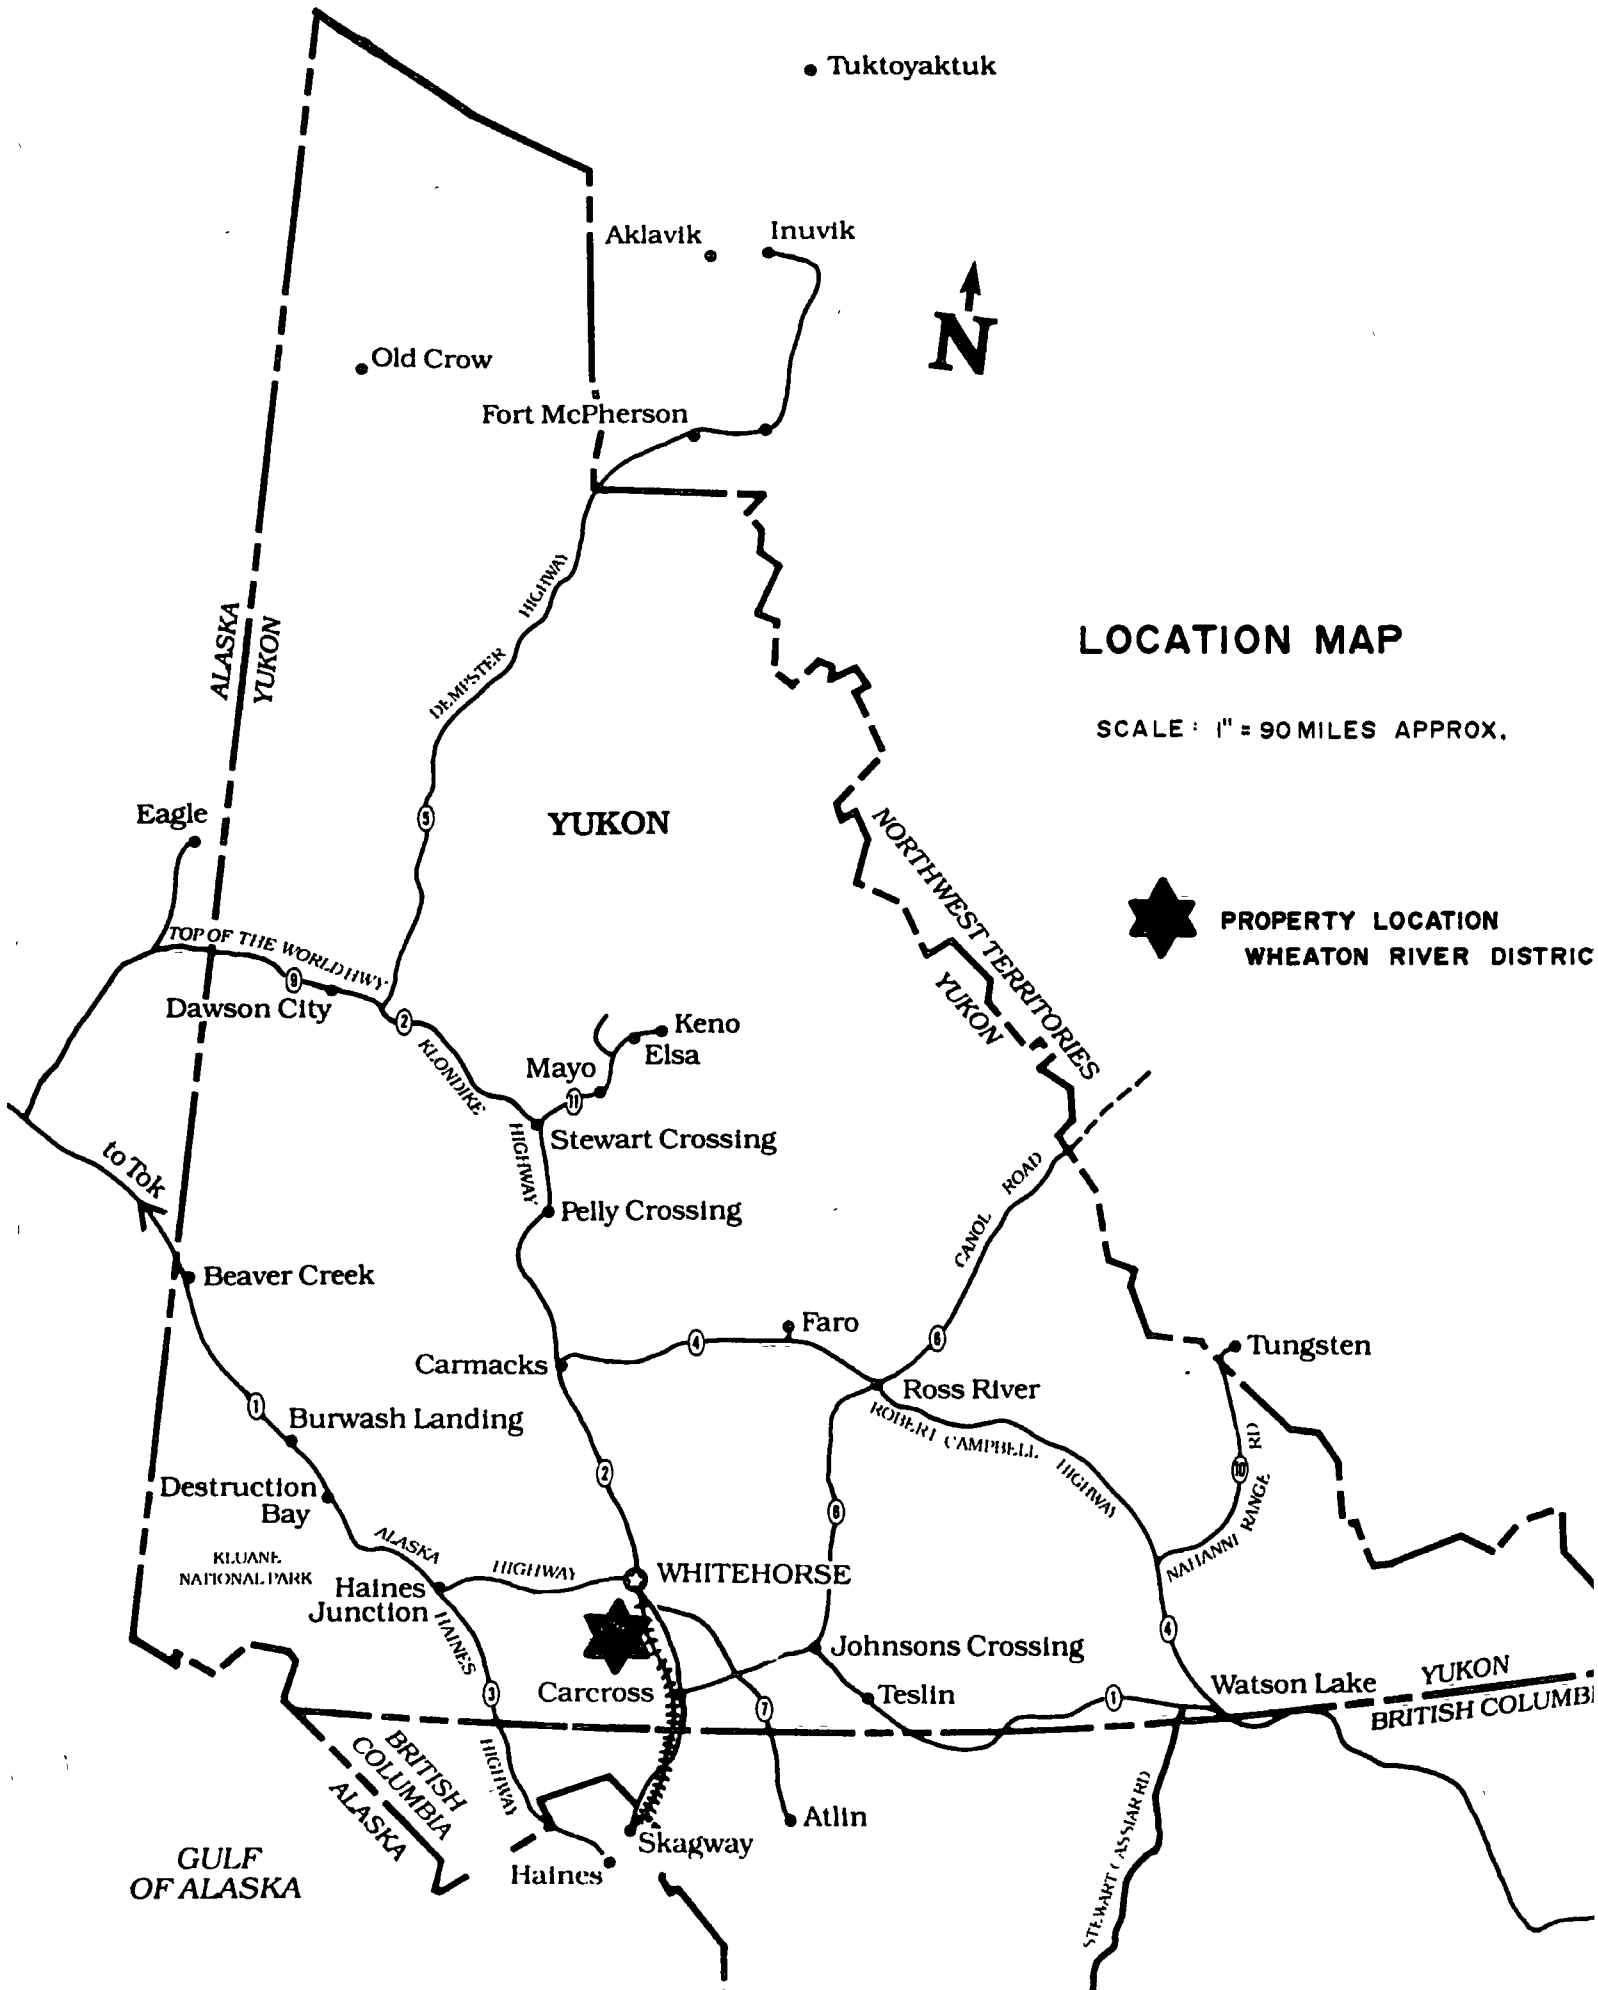 Tuktoyaktuk
Aklavik
Inuvik
N
Old Crow
Fort McPherson
HIGHWAY
DEMPSTER
ALASKA
YUKON
LOCATION MAP
SCALE: 1" = 90 MILES APPROX.
Eagle
5
YUKON
NORTHWEST TERRITORIES
YUKON
PROPERTY LOCATION
WHEATON RIVER DISTRIC
TOP OF THE WORLD HWY
9
Dawson City
2
KLONDIKE
HIGHWAY
Keno
Elsa
Mayo
11
Stewart Crossing
to Tok
Pelly Crossing
CANOL
ROAD
Beaver Creek
Faro
4
6
Tungsten
Carmacks
Ross River
1
Burwash Landing
ROBERT CAMPBELL
HIGHWAY
RD
10
NAHANNI RANGE
2
Destruction
Bay
6
ALASKA
HIGHWAY
KLUANE
NATIONAL PARK
WHITEHORSE
Haines
Junction
HAINES
4
Johnsons Crossing
3
Carcross
Teslin
7
1
Watson Lake
YUKON
BRITISH COLUMBI
BRITISH
COLUMBIA
ALASKA
HIGHWAY
STEWART CASSIAR RD
Atlin
Skagway
Haines
GULF
OF ALASKA